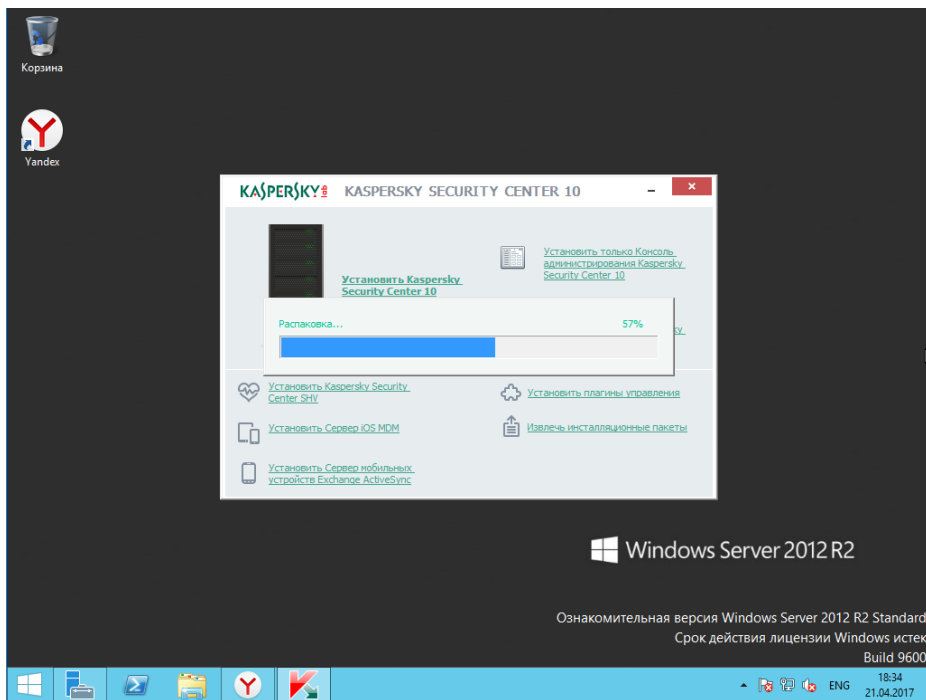 Корзина
Yandex
KASPERSKY lab KASPERSKY SECURITY CENTER 10
Установить Kaspersky
Security Center 10
Установить только Консоль
администрирования Kaspersky
Security Center 10
Распаковка... 57%
Установить Kaspersky Security
Center SHV
Установить плагины управления
Установить Сервер iOS MDM
Извлечь инсталляционные пакеты
Установить Сервер мобильных
устройств Exchange ActiveSync
Windows Server 2012 R2
Ознакомительная версия Windows Server 2012 R2 Standard
Срок действия лицензии Windows истек
Build 9600
ENG
18:34
21.04.2017